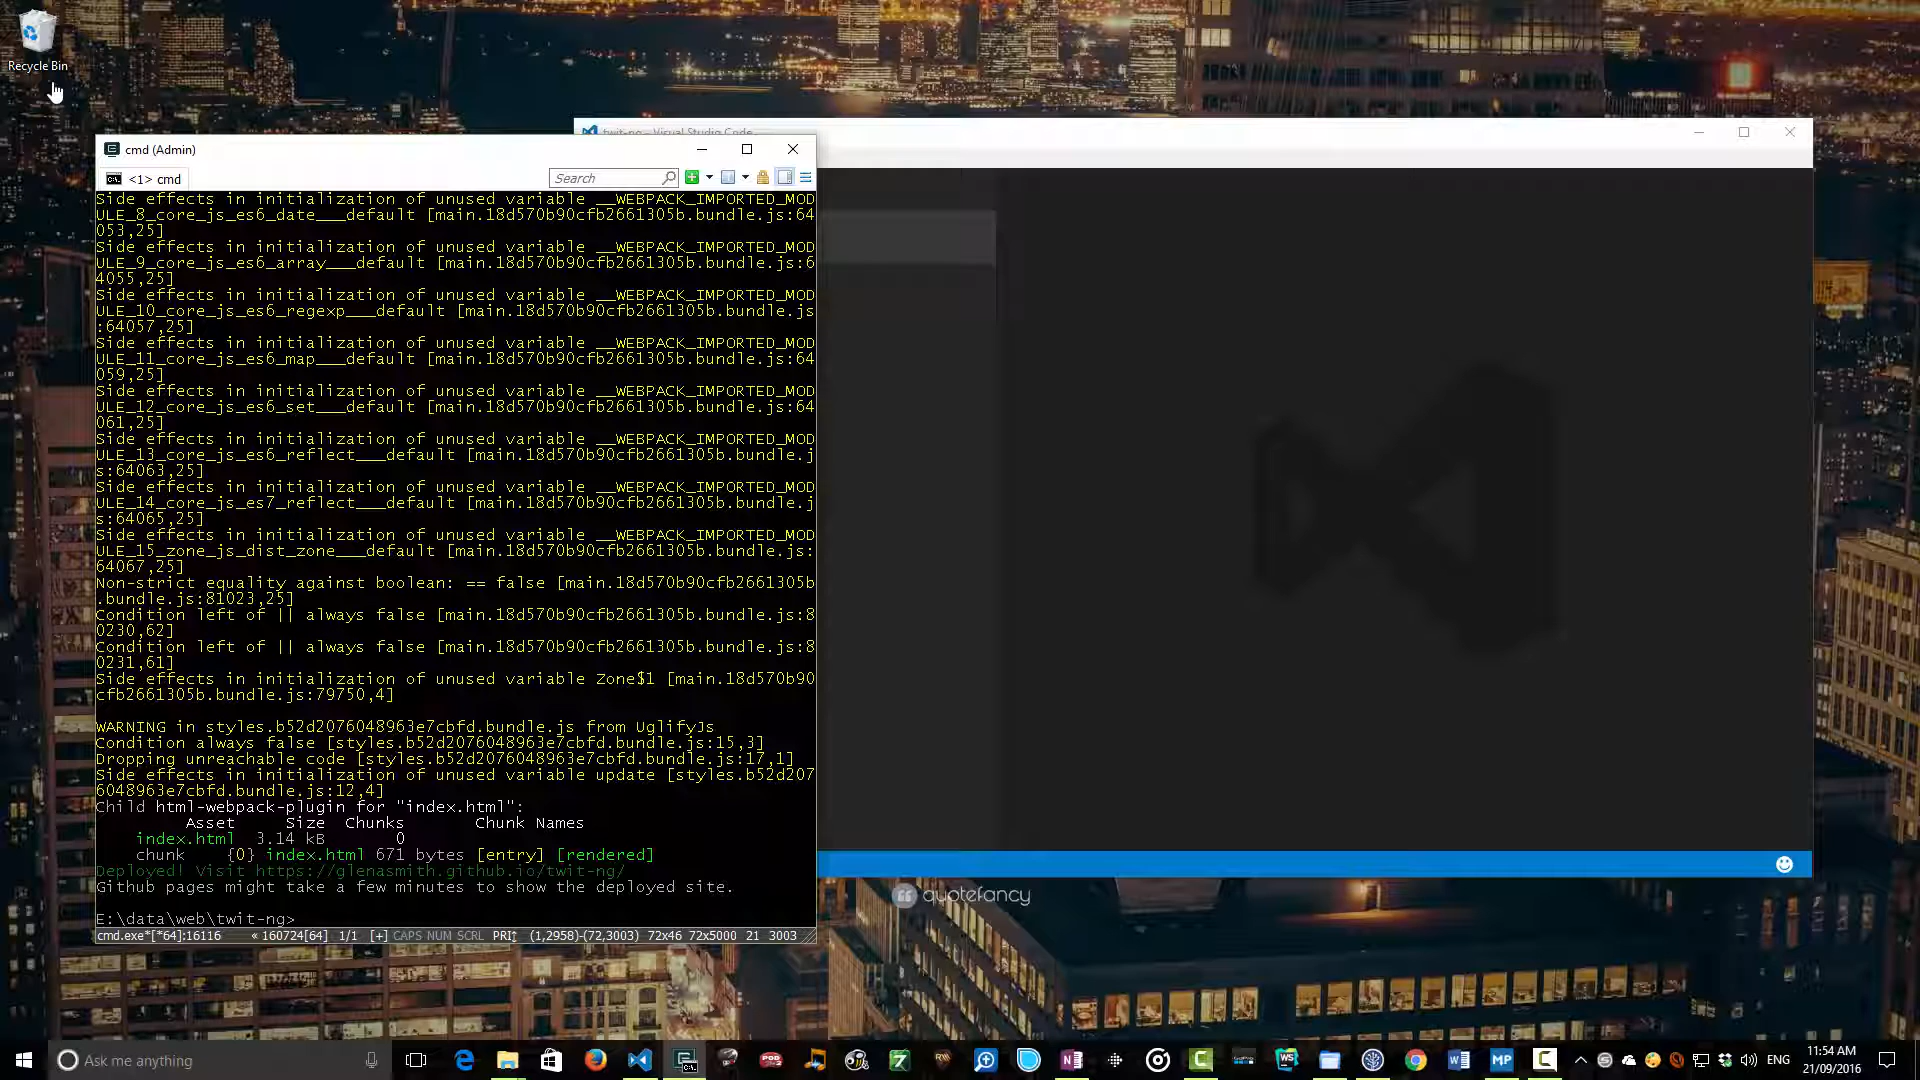 Recycle Bin
twit-ng - Visual Studio Code
cmd (Admin)
<1> cmd
Search
Side effects in initialization of unused variable __WEBPACK_IMPORTED_MOD
ULE_8_core_js_es6_date___default [main.18d570b90cfb2661305b.bundle.js:64
053,25]
Side effects in initialization of unused variable __WEBPACK_IMPORTED_MOD
ULE_9_core_js_es6_array___default [main.18d570b90cfb2661305b.bundle.js:6
4055,25]
Side effects in initialization of unused variable __WEBPACK_IMPORTED_MOD
ULE_10_core_js_es6_regexp___default [main.18d570b90cfb2661305b.bundle.js
:64057,25]
Side effects in initialization of unused variable __WEBPACK_IMPORTED_MOD
ULE_11_core_js_es6_map___default [main.18d570b90cfb2661305b.bundle.js:64
059,25]
Side effects in initialization of unused variable __WEBPACK_IMPORTED_MOD
ULE_12_core_js_es6_set___default [main.18d570b90cfb2661305b.bundle.js:64
061,25]
Side effects in initialization of unused variable __WEBPACK_IMPORTED_MOD
ULE_13_core_js_es6_reflect___default [main.18d570b90cfb2661305b.bundle.j
s:64063,25]
Side effects in initialization of unused variable __WEBPACK_IMPORTED_MOD
ULE_14_core_js_es7_reflect___default [main.18d570b90cfb2661305b.bundle.j
s:64065,25]
Side effects in initialization of unused variable __WEBPACK_IMPORTED_MOD
ULE_15_zone_js_dist_zone___default [main.18d570b90cfb2661305b.bundle.js:
64067,25]
Non-strict equality against boolean: == false [main.18d570b90cfb2661305b
.bundle.js:81023,25]
Condition left of || always false [main.18d570b90cfb2661305b.bundle.js:8
0230,62]
Condition left of || always false [main.18d570b90cfb2661305b.bundle.js:8
0231,61]
Side effects in initialization of unused variable Zone$1 [main.18d570b90
cfb2661305b.bundle.js:79750,4]
WARNING in styles.b52d2076048963e7cbfd.bundle.js from UglifyJs
Condition always false [styles.b52d2076048963e7cbfd.bundle.js:15,3]
Dropping unreachable code [styles.b52d2076048963e7cbfd.bundle.js:17,1]
Side effects in initialization of unused variable update [styles.b52d207
6048963e7cbfd.bundle.js:12,4]
Child html-webpack-plugin for "index.html":
Asset Size Chunks Chunk Names
index.html 3.14 kB 0
chunk {0} index.html 671 bytes [entry] [rendered]
Deployed! Visit https://glenasmith.github.io/twit-ng/
Github pages might take a few minutes to show the deployed site.
E:\data\web\twit-ng>
cmd.exe*[*64]:16116 « 160724[64] 1/1 [+] CAPS NUM SCRL PRI↕ (1,2958)-(72,3003) 72x46 72x5000 21 3003
quotefancy
Ask me anything
ENG
11:54 AM
21/09/2016